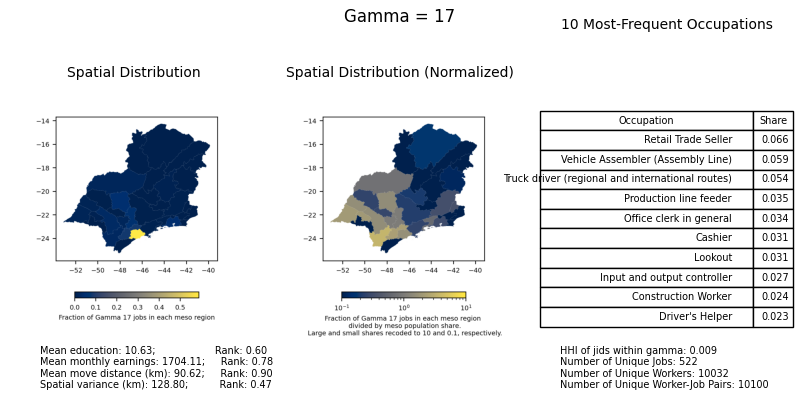 Gamma = 17
10 Most-Frequent Occupations
Spatial Distribution
Spatial Distribution (Normalized)
−14
−16
−18
−20
−22
−24
−52 −50 −48 −46 −44 −42 −40
0.0 0.1 0.2 0.3 0.4 0.5
Fraction of Gamma 17 jobs in each meso region
−14
−16
−18
−20
−22
−24
−52 −50 −48 −46 −44 −42 −40
10⁻¹ 10⁰ 10¹
Fraction of Gamma 17 jobs in each meso region
divided by meso population share.
Large and small shares recoded to 10 and 0.1, respectively.
Occupation Share
Retail Trade Seller 0.066
Vehicle Assembler (Assembly Line) 0.059
Truck driver (regional and international routes) 0.054
Production line feeder 0.035
Office clerk in general 0.034
Cashier 0.031
Lookout 0.031
Input and output controller 0.027
Construction Worker 0.024
Driver's Helper 0.023
Mean education: 10.63; Rank: 0.60
Mean monthly earnings: 1704.11; Rank: 0.78
Mean move distance (km): 90.62; Rank: 0.90
Spatial variance (km): 128.80; Rank: 0.47
HHI of jids within gamma: 0.009
Number of Unique Jobs: 522
Number of Unique Workers: 10032
Number of Unique Worker-Job Pairs: 10100